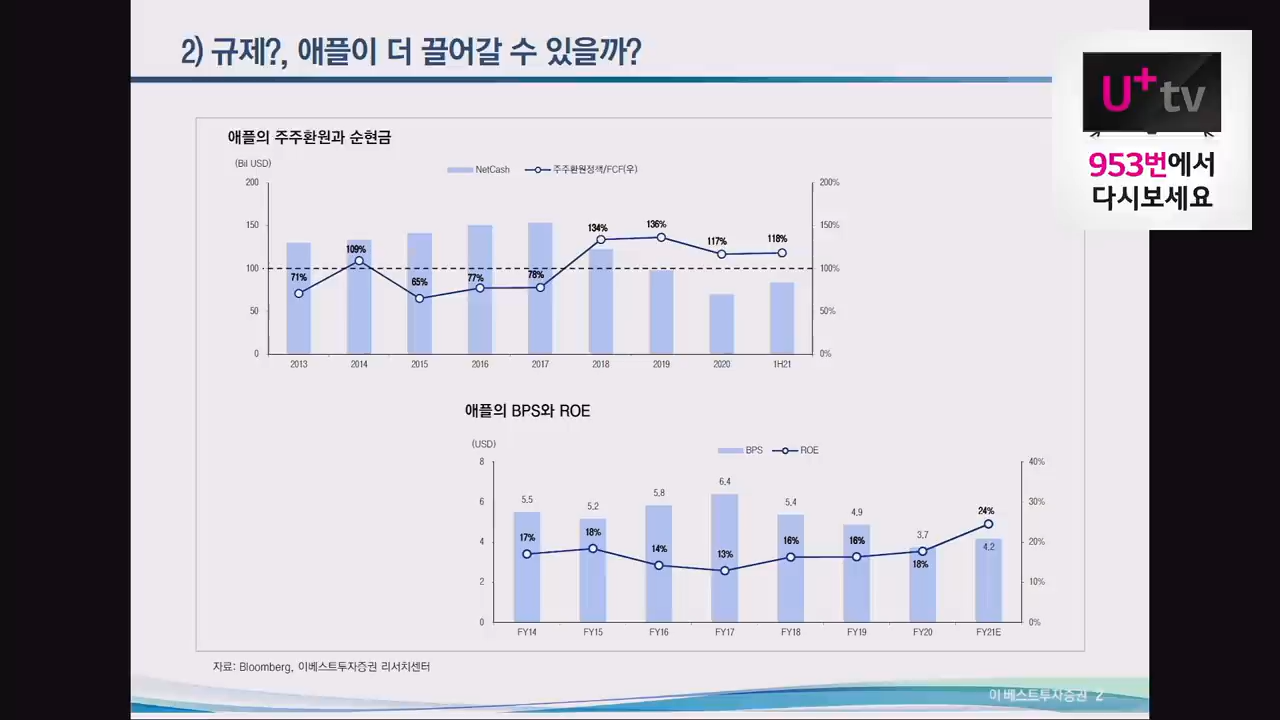 2) 규제?, 애플이 더 끌어갈 수 있을까?
U+ tv
953번에서
다시보세요
애플의 주주환원과 순현금
(Bil USD)
NetCash 주주환원정책/FCF(우)
200 200%
150 150%
100 100%
50 50%
0 0%
71% 109% 65% 77% 78% 134% 136% 117% 118%
2013 2014 2015 2016 2017 2018 2019 2020 1H21
애플의 BPS와 ROE
(USD)
BPS ROE
8 40%
6 30%
4 20%
2 10%
0 0%
5.5 5.2 5.8 6.4 5.4 4.9 3.7 4.2
17% 18% 14% 13% 16% 16% 18% 24%
FY14 FY15 FY16 FY17 FY18 FY19 FY20 FY21E
자료: Bloomberg, 이베스트투자증권 리서치센터
이베스트투자증권 2